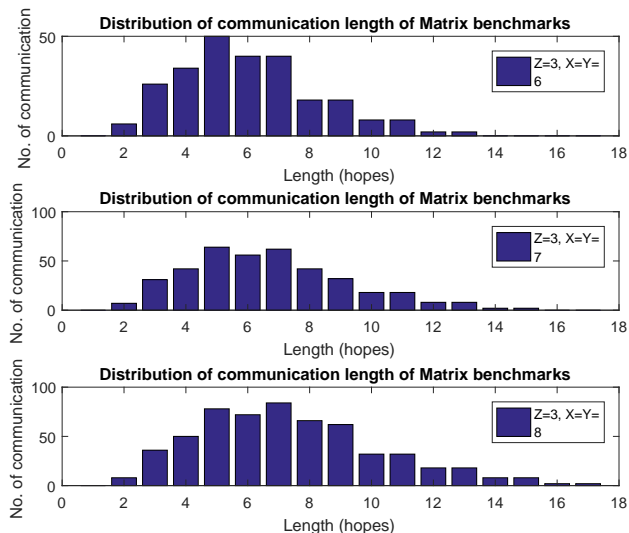 Distribution of communication length of Matrix benchmarks
No. of communication
50
0
Z=3, X=Y=
6
0 2 4 6 8 10 12 14 16 18
Length (hopes)
Distribution of communication length of Matrix benchmarks
No. of communication
100
50
0
Z=3, X=Y=
7
0 2 4 6 8 10 12 14 16 18
Length (hopes)
Distribution of communication length of Matrix benchmarks
No. of communication
100
50
0
Z=3, X=Y=
8
0 2 4 6 8 10 12 14 16 18
Length (hopes)